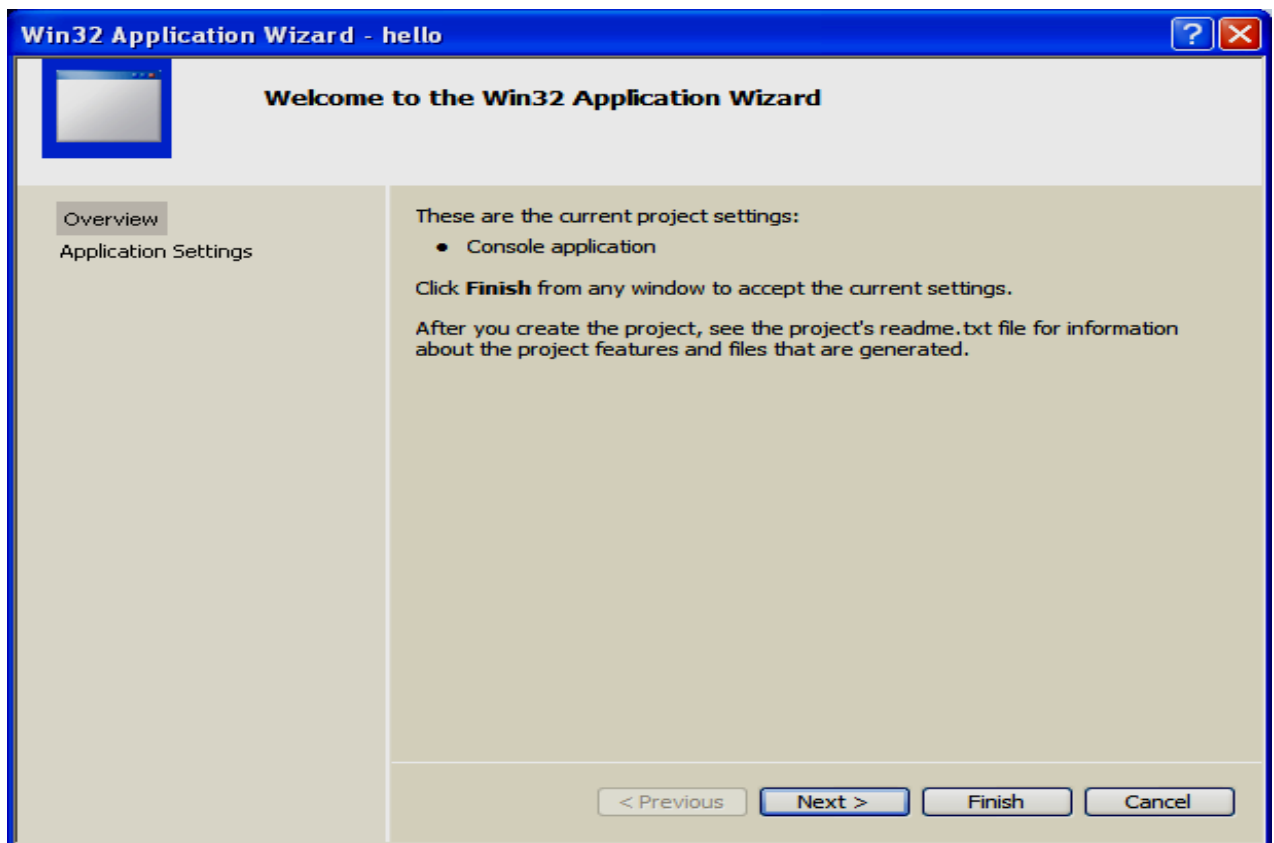 Win32 Application Wizard - hello
Welcome to the Win32 Application Wizard
Overview
Application Settings
These are the current project settings:
• Console application
Click Finish from any window to accept the current settings.
After you create the project, see the project's readme.txt file for information
about the project features and files that are generated.
< Previous
Next >
Finish
Cancel